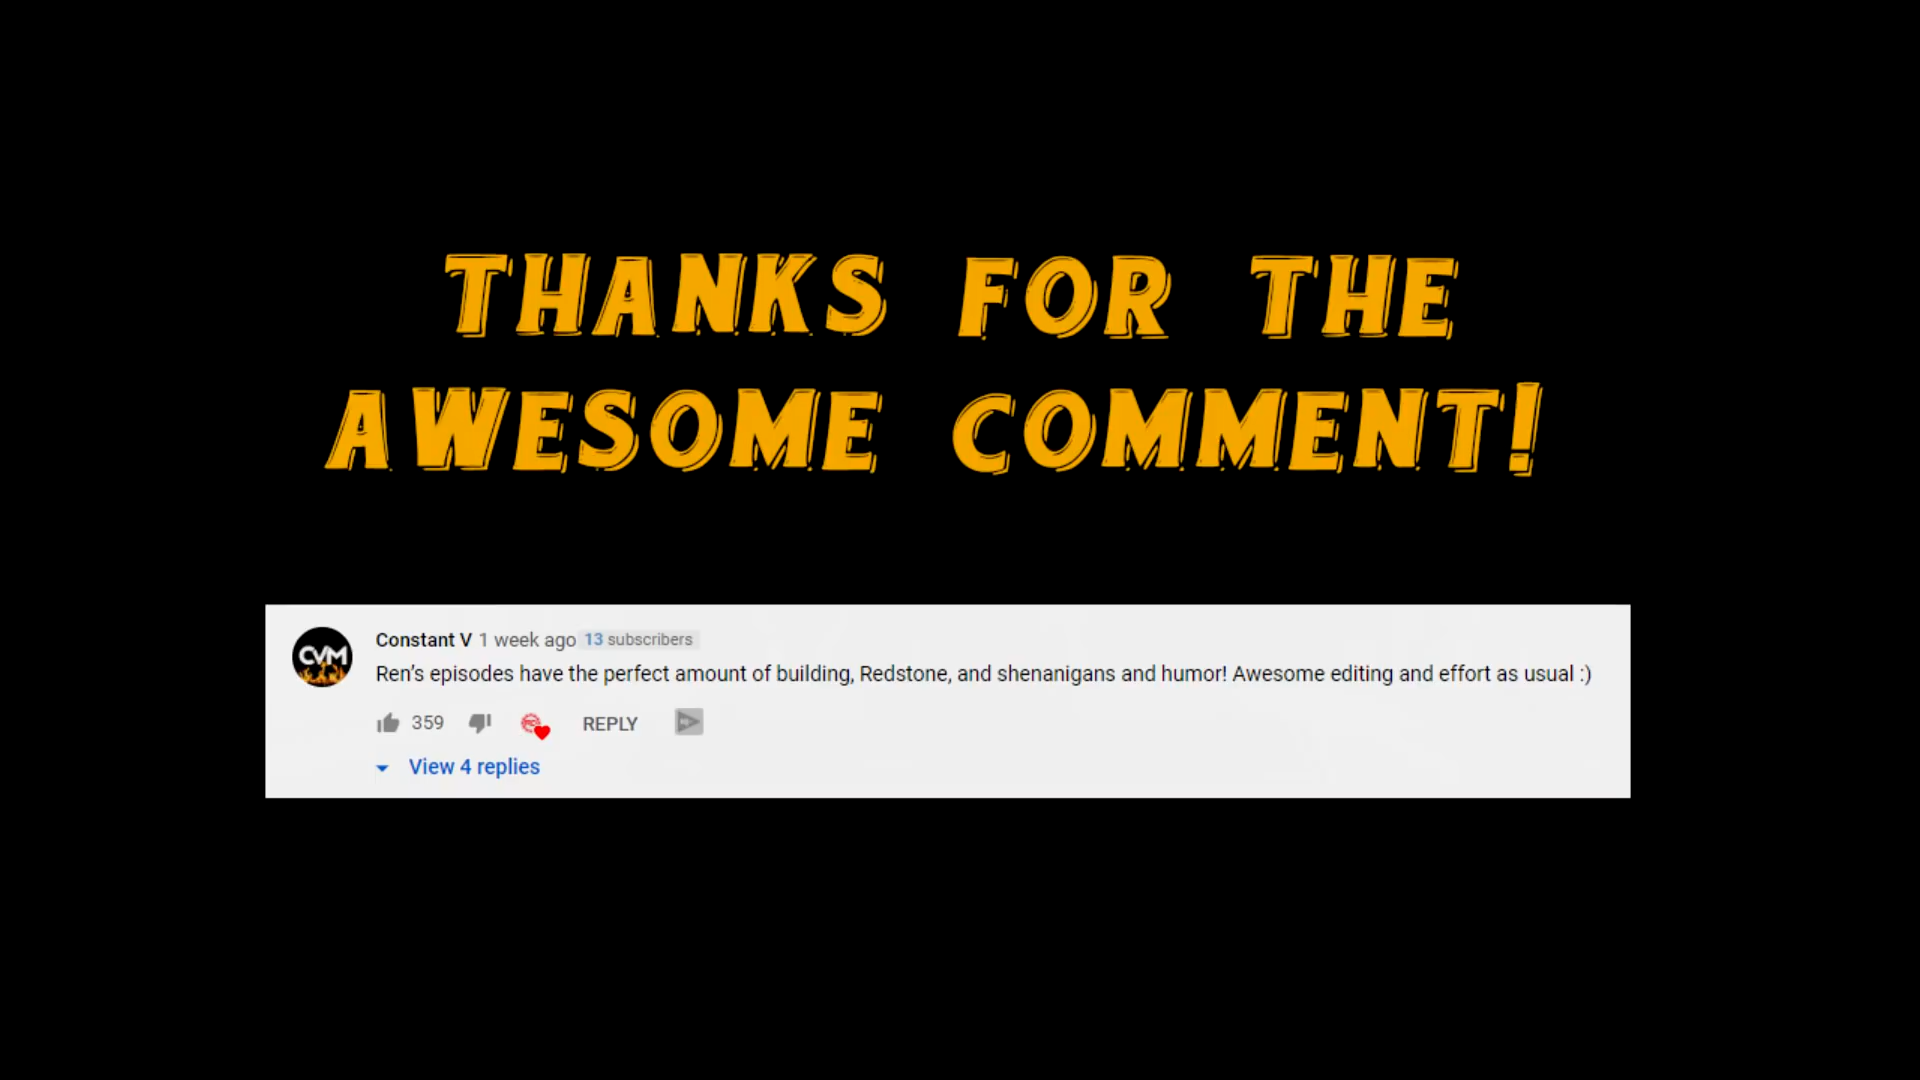 THANKS FOR THE
AWESOME COMMENT!
CVM
Constant V 1 week ago 13 subscribers
Ren's episodes have the perfect amount of building, Redstone, and shenanigans and humor! Awesome editing and effort as usual :)
359 REPLY
View 4 replies